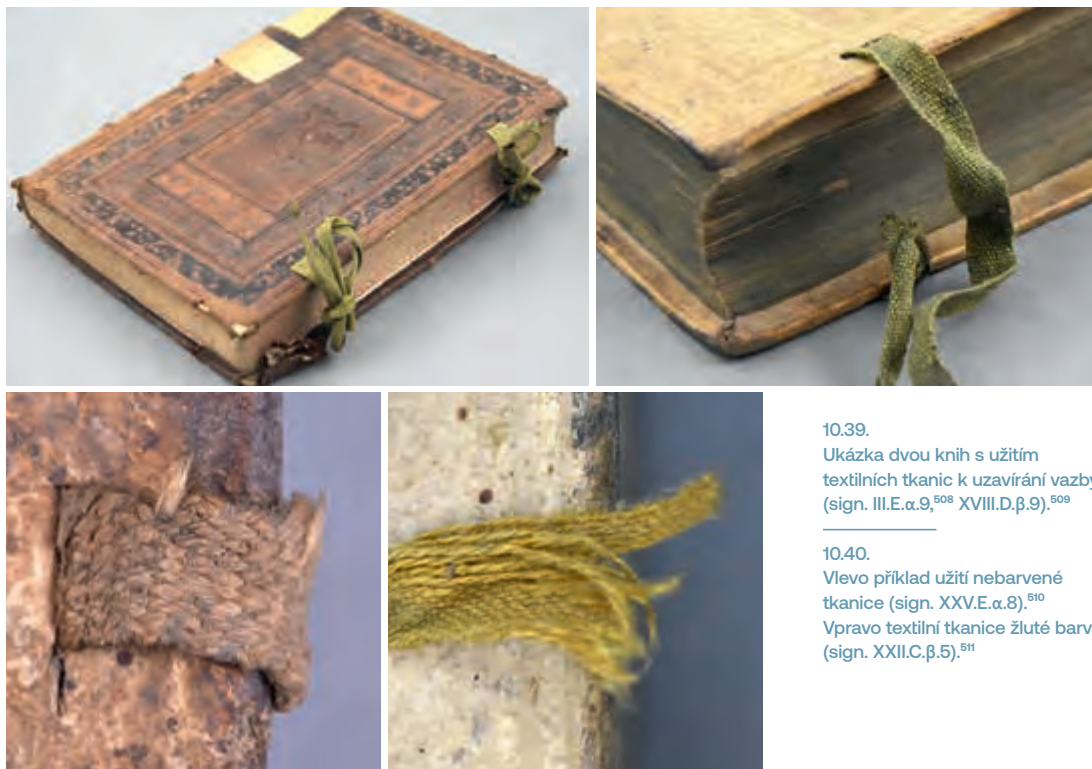 10.39.
Ukázka dvou knih s užitím
textilních tkanic k uzavírání vazby
(sign. III.E.α.9,⁵⁰⁸ XVIII.D.β.9).⁵⁰⁹
10.40.
Vlevo příklad užití nebarvené
tkanice (sign. XXV.E.α.8).⁵¹⁰
Vpravo textilní tkanice žluté barv
(sign. XXII.C.β.5).⁵¹¹